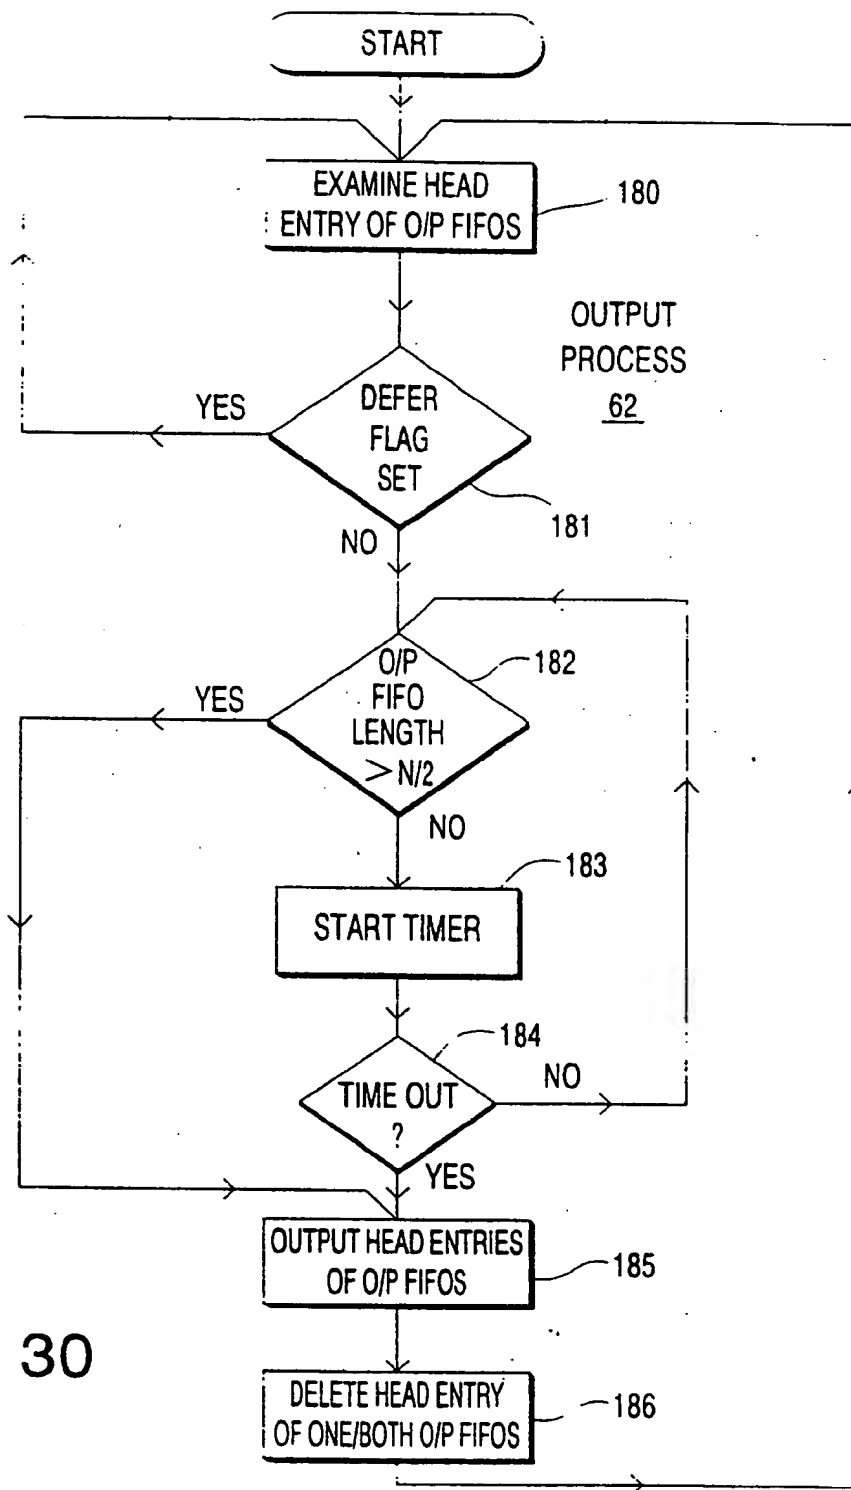 START
EXAMINE HEAD
ENTRY OF O/P FIFOS
180
OUTPUT
PROCESS
62
YES
DEFER
FLAG
SET
181
NO
O/P
FIFO
LENGTH
> N/2
182
YES
NO
183
START TIMER
184
TIME OUT
?
NO
YES
OUTPUT HEAD ENTRIES
OF O/P FIFOS
185
30
DELETE HEAD ENTRY
OF ONE/BOTH O/P FIFOS
186